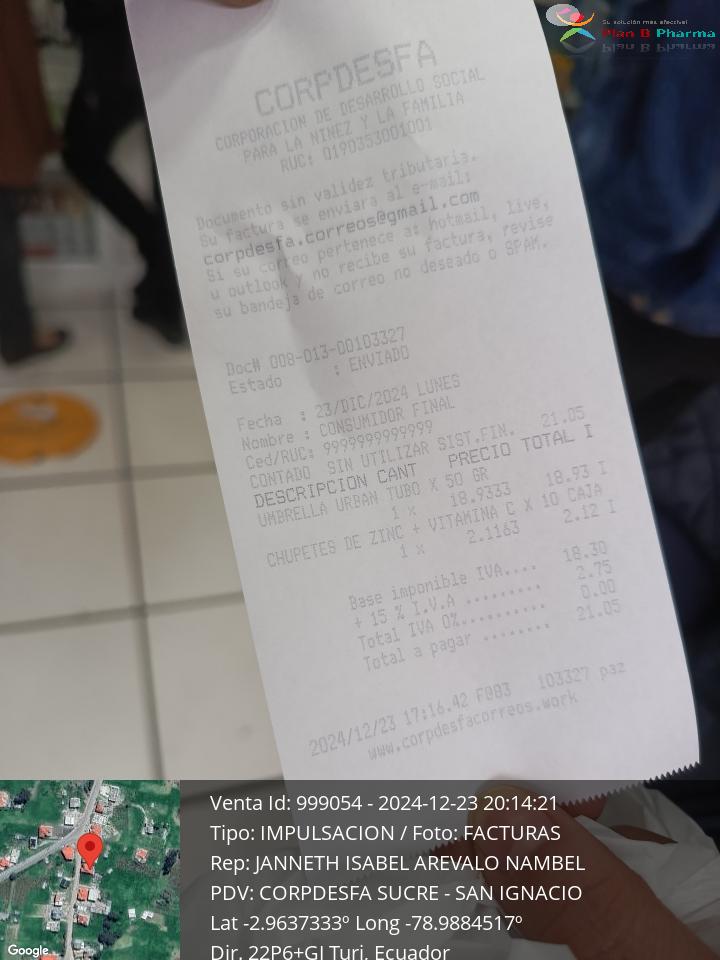 Su solución más efectiva!
Plan B Pharma
CORPDESFA
CORPORACION DE DESARROLLO SOCIAL
PARA LA NINEZ Y LA FAMILIA
RUC: 0190353001001
Documento sin validez tributaria.
Su factura se enviara al e-mail:
corpdesfa.correos@gmail.com
Si su correo pertenece a: hotmail, live,
u outlook y no recibe su factura, revise
su bandeja de correo no deseado o SPAM.
Doc# 008-013-00103327
Estado : ENVIADO
Fecha : 23/DIC/2024 LUNES
Nombre : CONSUMIDOR FINAL
Ced/RUC: 9999999999999
CONTADO SIN UTILIZAR SIST.FIN. 21.05
DESCRIPCION CANT PRECIO TOTAL I
UMBRELLA URBAN TUBO X 50 GR
1 x 18.9333 18.93 I
CHUPETES DE ZINC + VITAMINA C X 10 CAJA
1 x 2.1163 2.12 I
Base imponible IVA.... 18.30
+ 15 % I.V.A ......... 2.75
Total IVA 0%.......... 0.00
Total a pagar ........ 21.05
2024/12/23 17:16.42 F003 103327 paz
www.corpdesfacorreos.work
Venta Id: 999054 - 2024-12-23 20:14:21
Tipo: IMPULSACION / Foto: FACTURAS
Rep: JANNETH ISABEL AREVALO NAMBEL
PDV: CORPDESFA SUCRE - SAN IGNACIO
Lat -2.9637333º Long -78.9884517º
Dir. 22P6+GJ Turi, Ecuador
Google